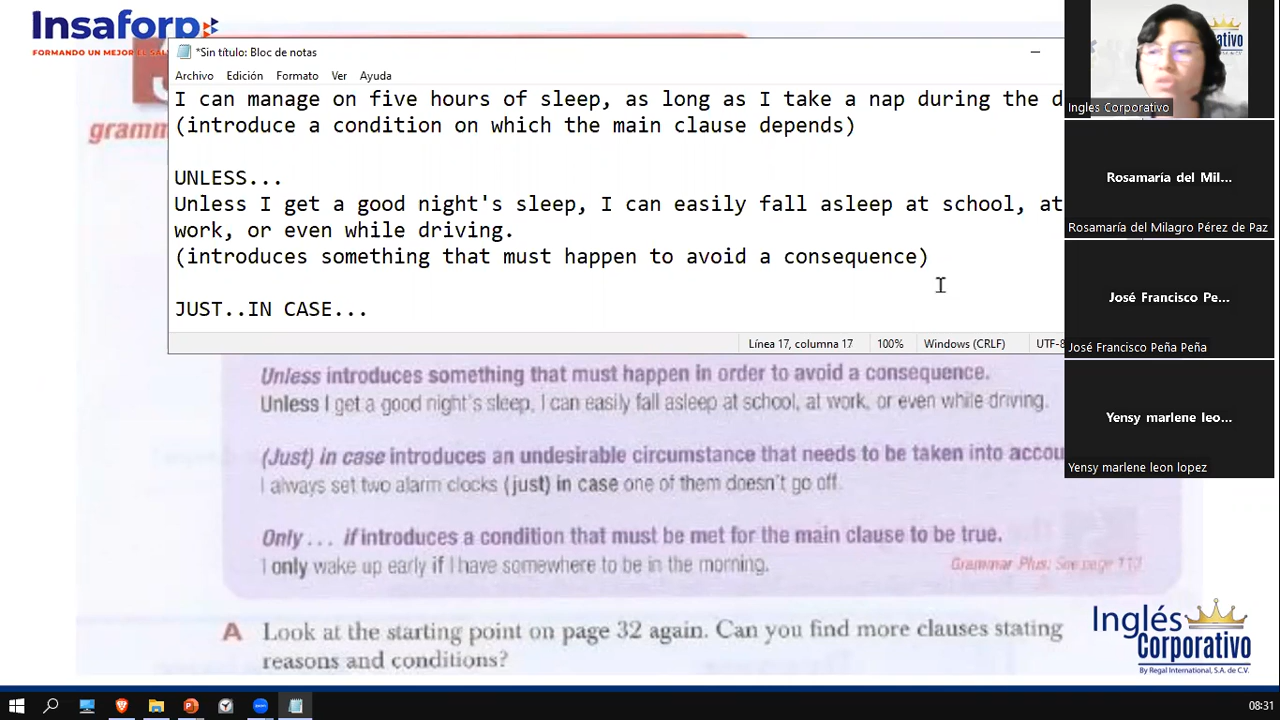 Insaforp
FORMANDO UN MEJOR EL SAL
*Sin título: Bloc de notas
Archivo Edición Formato Ver Ayuda
I can manage on five hours of sleep, as long as I take a nap during the d
(introduce a condition on which the main clause depends)
UNLESS...
Unless I get a good night's sleep, I can easily fall asleep at school, at
work, or even while driving.
(introduces something that must happen to avoid a consequence)
JUST..IN CASE...
Línea 17, columna 17 100% Windows (CRLF) UTF-8
gramm
Unless introduces something that must happen in order to avoid a consequence.
Unless I get a good night's sleep, I can easily fall asleep at school, at work, or even while driving.
(Just) in case introduces an undesirable circumstance that needs to be taken into accou
I always set two alarm clocks (just) in case one of them doesn't go off.
Only . . . if introduces a condition that must be met for the main clause to be true.
I only wake up early if I have somewhere to be in the morning.
Grammar Plus: See page
A Look at the starting point on page 32 again. Can you find more clauses stating
reasons and conditions?
Ingles Corporativo
Rosamaría del Mil...
Rosamaría del Milagro Pérez de Paz
José Francisco Pe...
José Francisco Peña Peña
Yensy marlene leo...
Yensy marlene leon lopez
Inglés
Corporativo
By Regal International, S.A. de C.V.
08:31